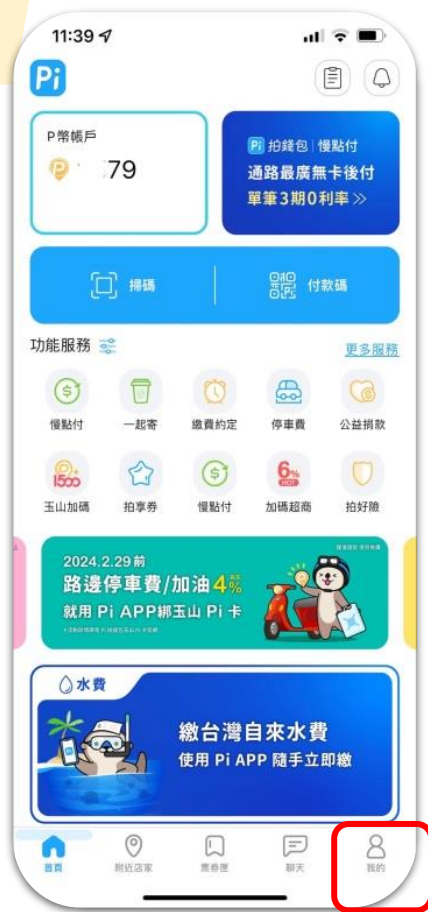 11:39
Pi
P幣帳戶
79
Pi 拍錢包 | 慢點付
通路最廣無卡後付
單筆3期0利率
掃碼
付款碼
功能服務
更多服務
慢點付
一起寄
繳費約定
停車費
公益捐款
1500
6%
HOT
玉山加碼
拍享券
慢點付
加碼超商
拍好險
2024.2.29前
路邊停車費/加油4%
就用 Pi APP綁玉山 Pi 卡
水費
繳台灣自來水費
使用 Pi APP 隨手立即繳
首頁
附近店家
票券匣
聊天
我的